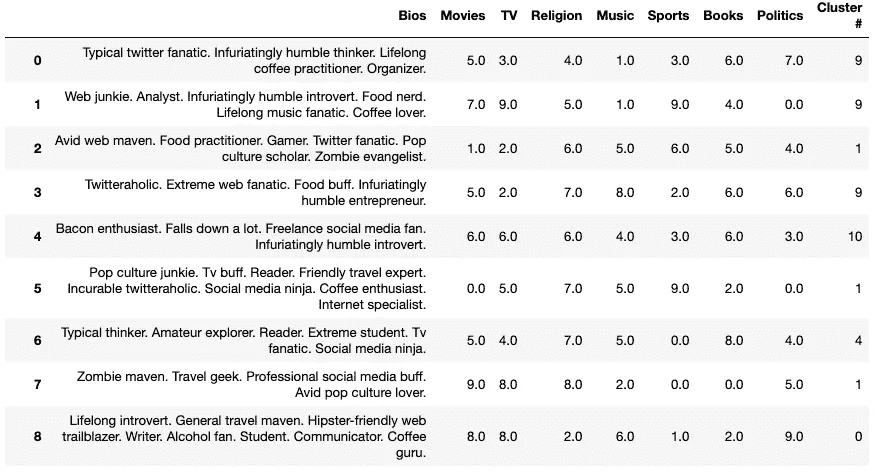 Bios Movies TV Religion Music Sports Books Politics Cluster #
0 Typical twitter fanatic. Infuriatingly humble thinker. Lifelong
coffee practitioner. Organizer. 5.0 3.0 4.0 1.0 3.0 6.0 7.0 9
1 Web junkie. Analyst. Infuriatingly humble introvert. Food nerd.
Lifelong music fanatic. Coffee lover. 7.0 9.0 5.0 1.0 9.0 4.0 0.0 9
2 Avid web maven. Food practitioner. Gamer. Twitter fanatic. Pop
culture scholar. Zombie evangelist. 1.0 2.0 6.0 5.0 6.0 5.0 4.0 1
3 Twitteraholic. Extreme web fanatic. Food buff. Infuriatingly
humble entrepreneur. 5.0 2.0 7.0 8.0 2.0 6.0 6.0 9
4 Bacon enthusiast. Falls down a lot. Freelance social media fan.
Infuriatingly humble introvert. 6.0 6.0 6.0 4.0 3.0 6.0 3.0 10
5 Pop culture junkie. Tv buff. Reader. Friendly travel expert.
Incurable twitteraholic. Social media ninja. Coffee enthusiast.
Internet specialist. 0.0 5.0 7.0 5.0 9.0 2.0 0.0 1
6 Typical thinker. Amateur explorer. Reader. Extreme student. Tv
fanatic. Social media ninja. 5.0 4.0 7.0 5.0 0.0 8.0 4.0 4
7 Zombie maven. Travel geek. Professional social media buff.
Avid pop culture lover. 9.0 8.0 8.0 2.0 0.0 0.0 5.0 1
8 Lifelong introvert. General travel maven. Hipster-friendly web
trailblazer. Writer. Alcohol fan. Student. Communicator. Coffee
guru. 8.0 8.0 2.0 6.0 1.0 2.0 9.0 0